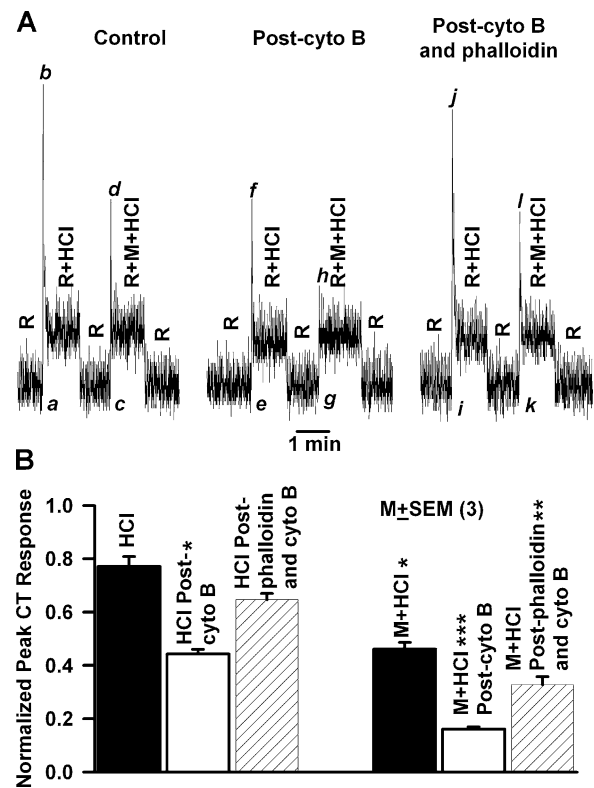 A
Control
Post-cyto B
Post-cyto B
and phalloidin
b
R
R+HCl
a
R
d
R+M+HCl
c
R
R
f
R+HCl
e
R
h
R+M+HCl
g
R
R
j
R+HCl
i
R
l
R+M+HCl
k
R
1 min
B
Normalized Peak CT Response
1.0
0.8
0.6
0.4
0.2
0.0
HCl
HCl Post-*
cyto B
HCl Post-
phalloidin
and cyto B
M±SEM (3)
M+HCl *
M+HCl ***
Post-cyto B
M+HCl
Post-phalloidin**
and cyto B